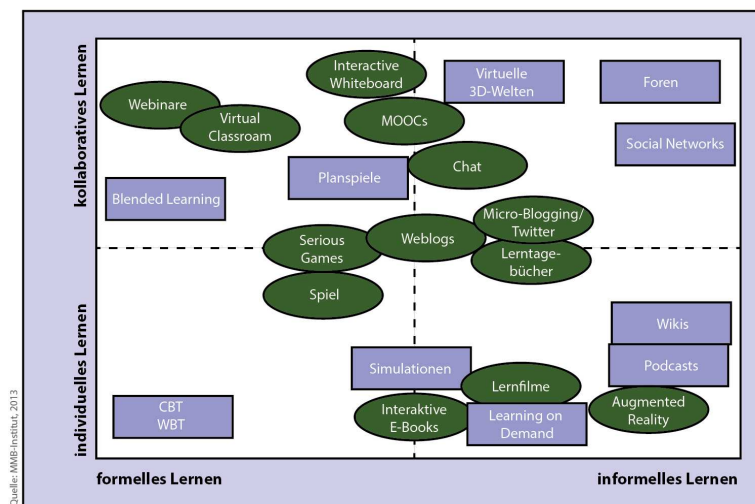 kollaboratives Lernen
individuelles Lernen
Webinare
Virtual
Classroam
Interactive
Whiteboard
MOOCs
Virtuelle
3D-Welten
Foren
Social Networks
Chat
Planspiele
Blended Learning
Micro-Blogging/
Twitter
Serious
Games
Weblogs
Lerntage-
bücher
Spiel
Wikis
Simulationen
Podcasts
Lernfilme
CBT
WBT
Interaktive
E-Books
Learning on
Demand
Augmented
Reality
formelles Lernen
informelles Lernen
Quelle: MMB-Institut, 2013